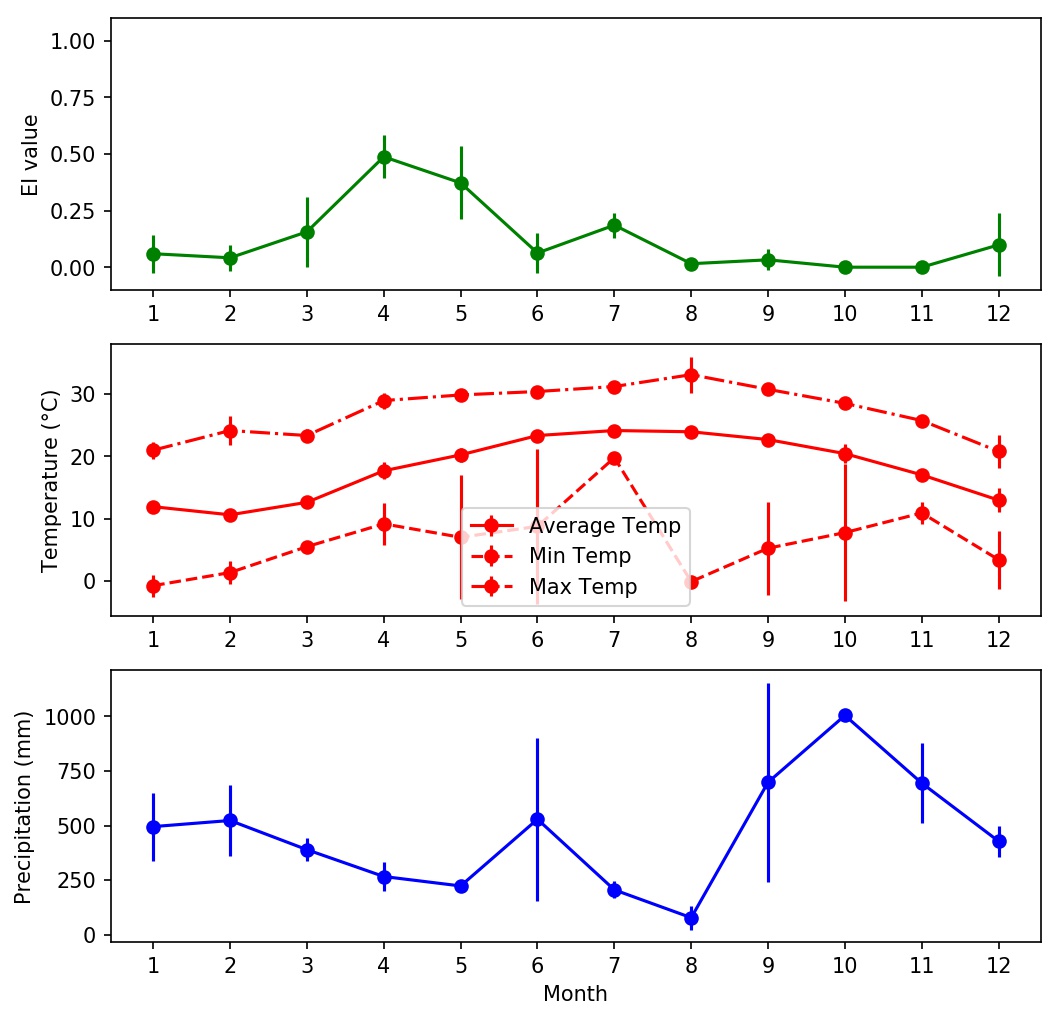 EI value
1.00
0.75
0.50
0.25
0.00
1 2 3 4 5 6 7 8 9 10 11 12
Temperature (°C)
30
20
10
0
Average Temp
Min Temp
Max Temp
1 2 3 4 5 6 7 8 9 10 11 12
Precipitation (mm)
1000
750
500
250
0
1 2 3 4 5 6 7 8 9 10 11 12
Month